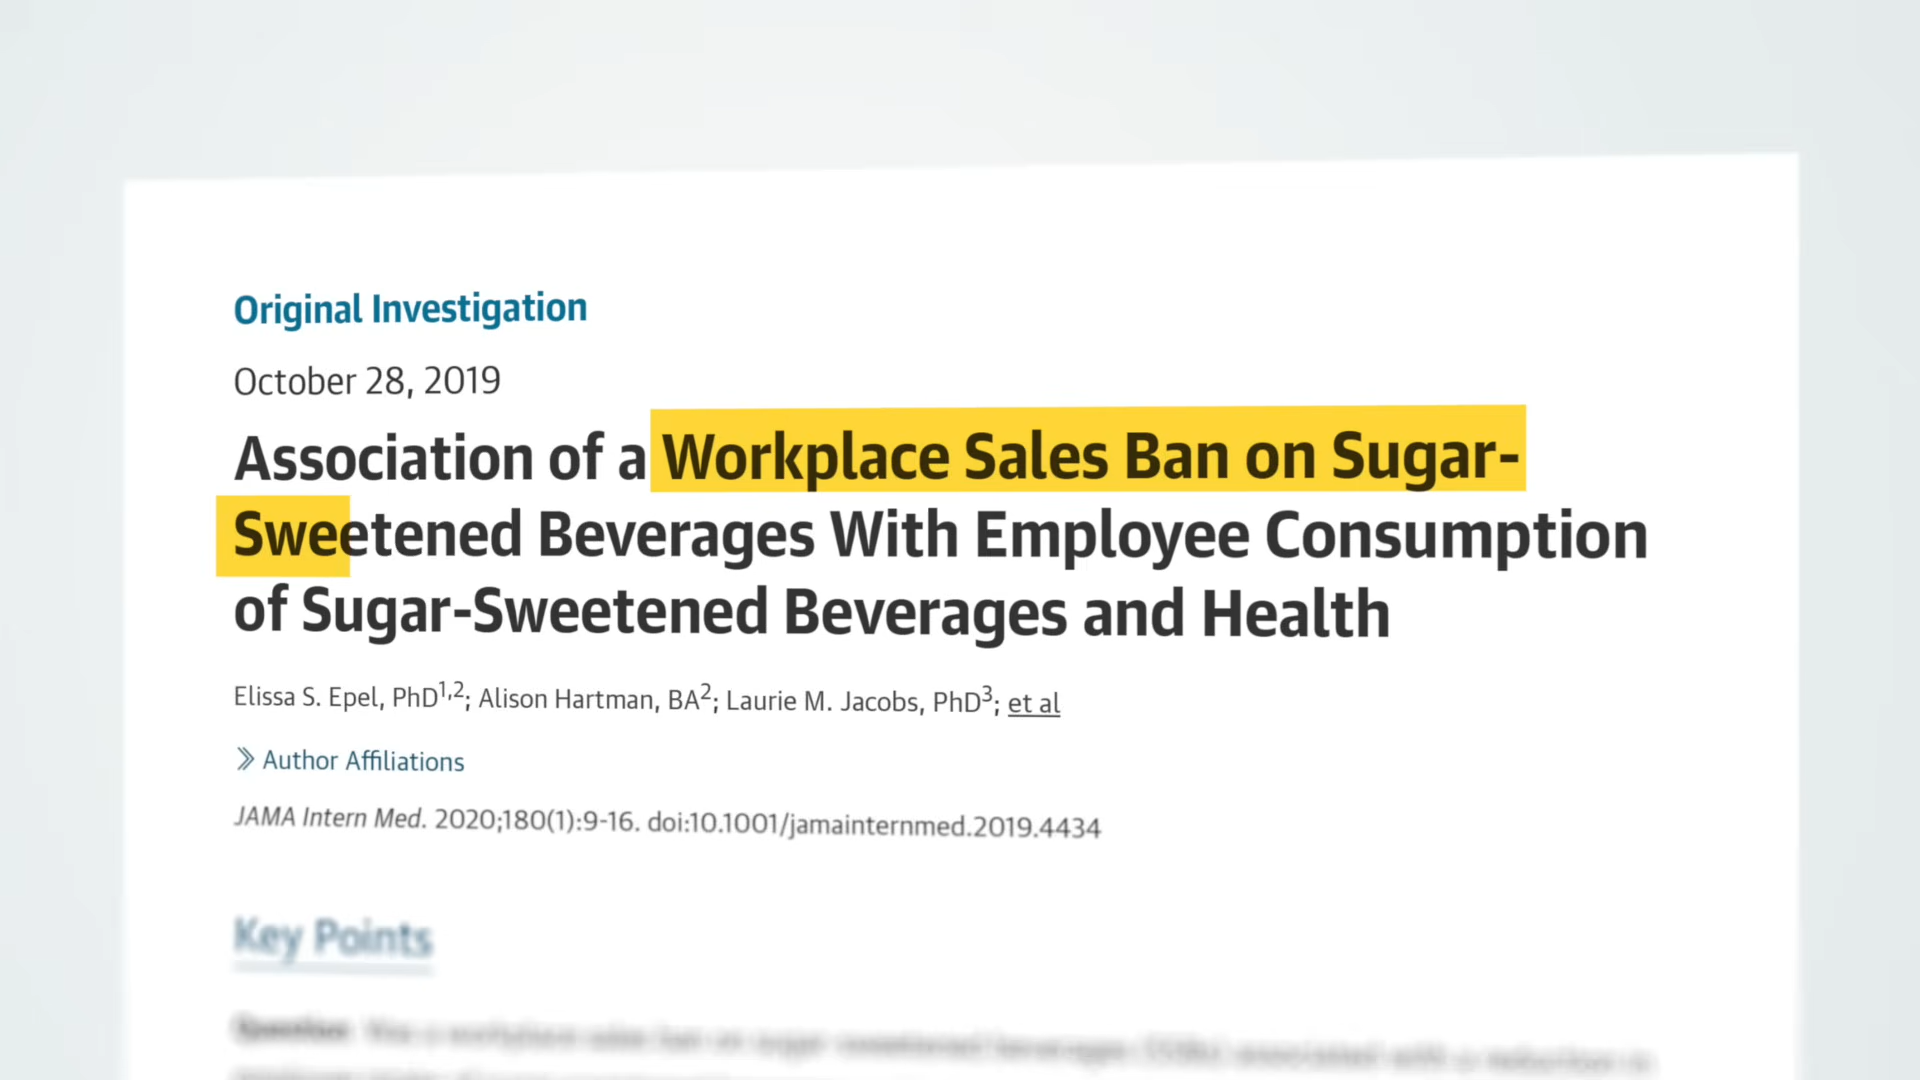 Original Investigation
October 28, 2019
Association of a Workplace Sales Ban on Sugar-
Sweetened Beverages With Employee Consumption
of Sugar-Sweetened Beverages and Health
Elissa S. Epel, PhD1,2; Alison Hartman, BA2; Laurie M. Jacobs, PhD3; et al
Author Affiliations
JAMA Intern Med. 2020;180(1):9-16. doi:10.1001/jamainternmed.2019.4434
Key Points
Question